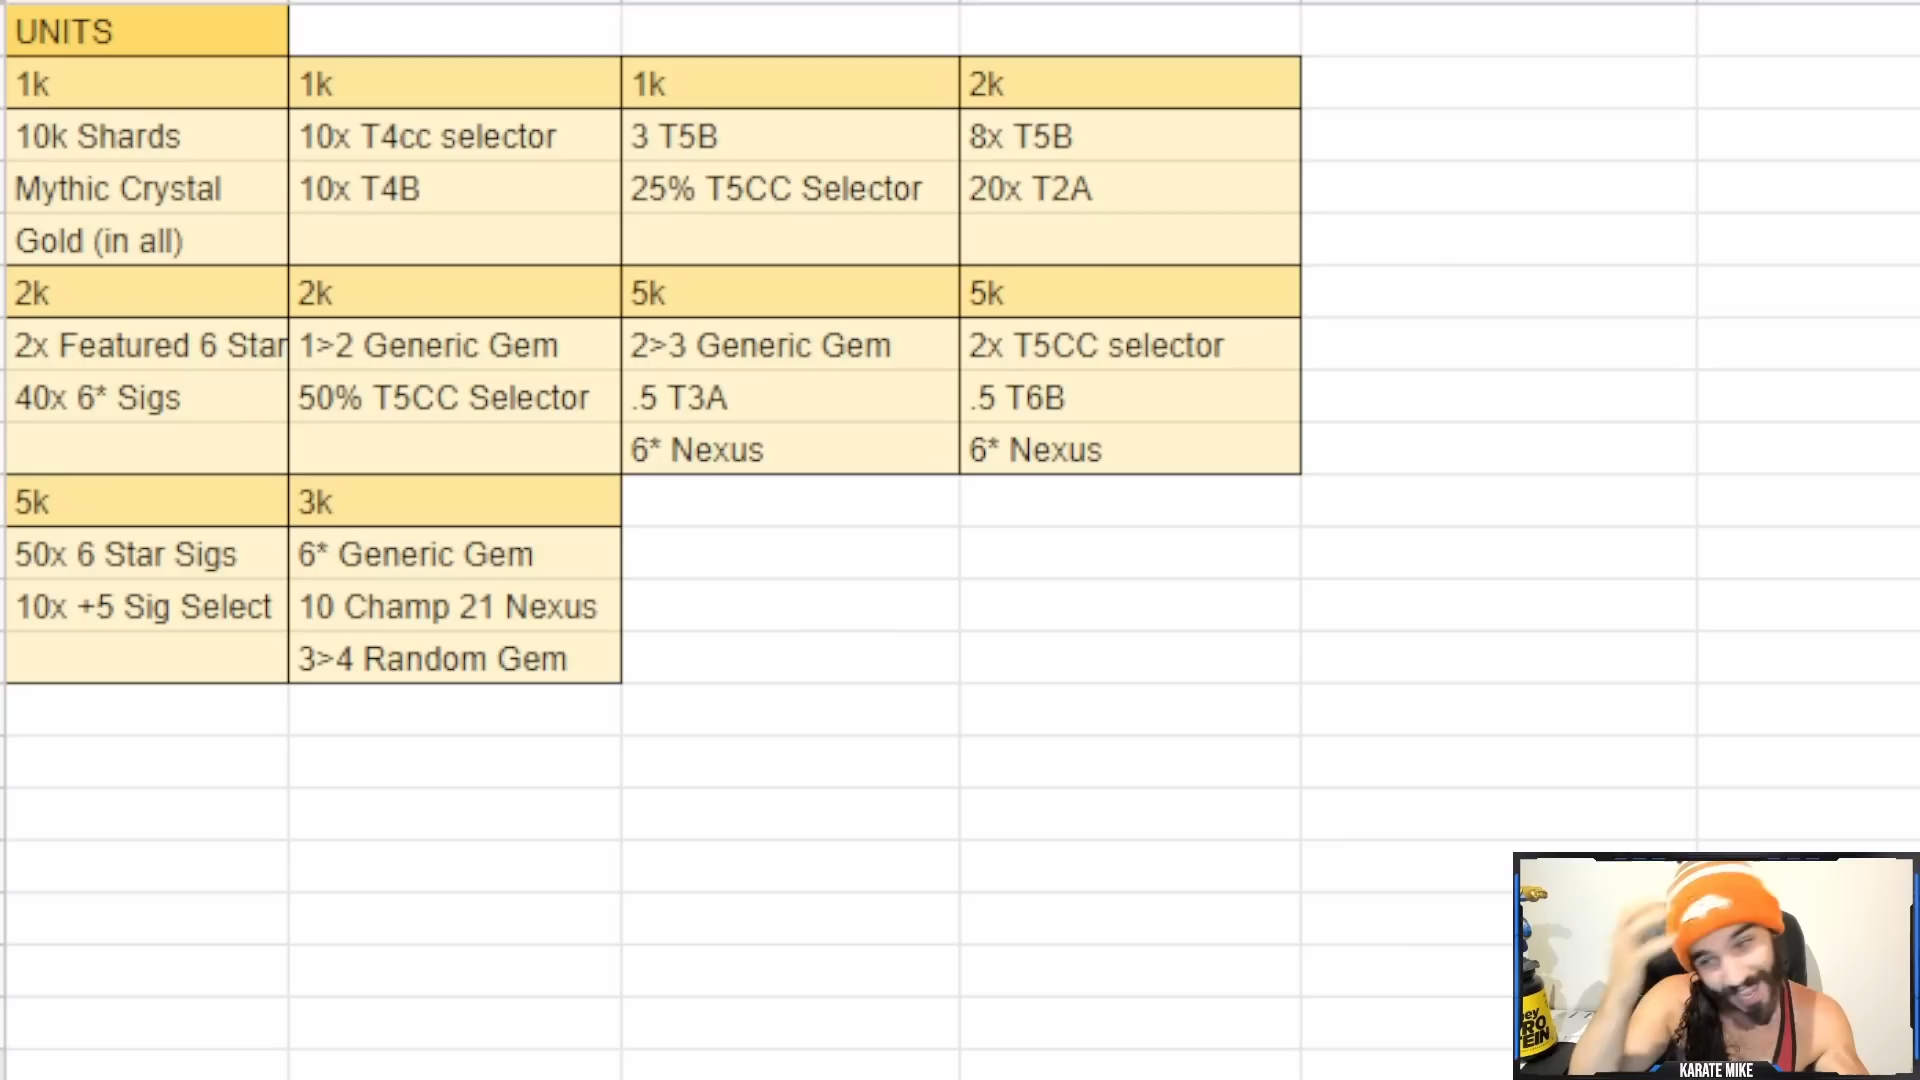 UNITS
1k 1k 1k 2k
10k Shards 10x T4cc selector 3 T5B 8x T5B
Mythic Crystal 10x T4B 25% T5CC Selector 20x T2A
Gold (in all)
2k 2k 5k 5k
2x Featured 6 Star 1>2 Generic Gem 2>3 Generic Gem 2x T5CC selector
40x 6* Sigs 50% T5CC Selector .5 T3A .5 T6B
6* Nexus 6* Nexus
5k 3k
50x 6 Star Sigs 6* Generic Gem
10x +5 Sig Select 10 Champ 21 Nexus
3>4 Random Gem
KARATE MIKE